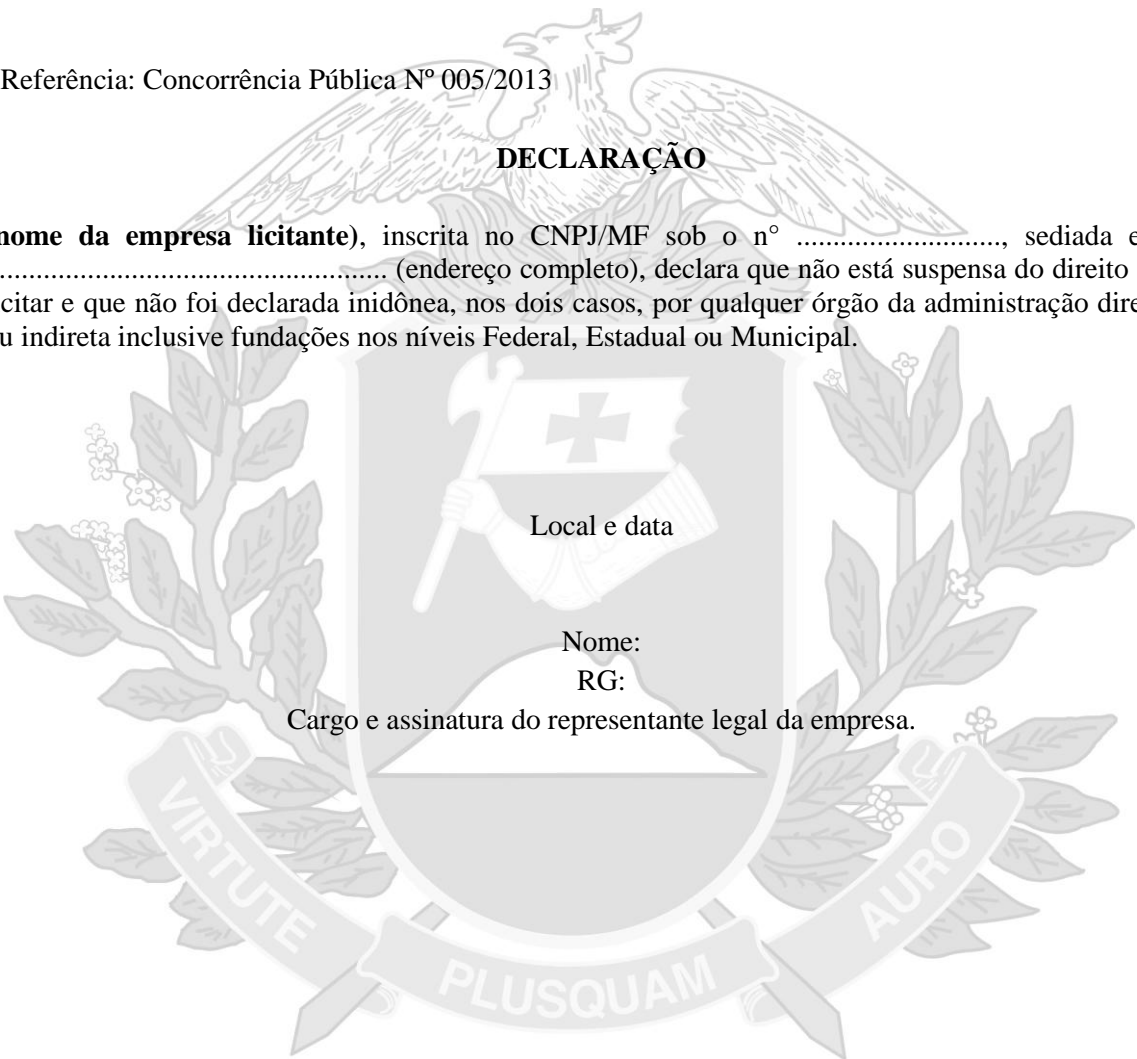 Referência: Concorrência Pública Nº 005/2013
DECLARAÇÃO
nome da empresa licitante), inscrita no CNPJ/MF sob o n° ............................, sediada e
...................................................... (endereço completo), declara que não está suspensa do direito
citar e que não foi declarada inidônea, nos dois casos, por qualquer órgão da administração dire
u indireta inclusive fundações nos níveis Federal, Estadual ou Municipal.
Local e data
Nome:
RG:
Cargo e assinatura do representante legal da empresa.
VIRTUTE
PLUSQUAM
AURO